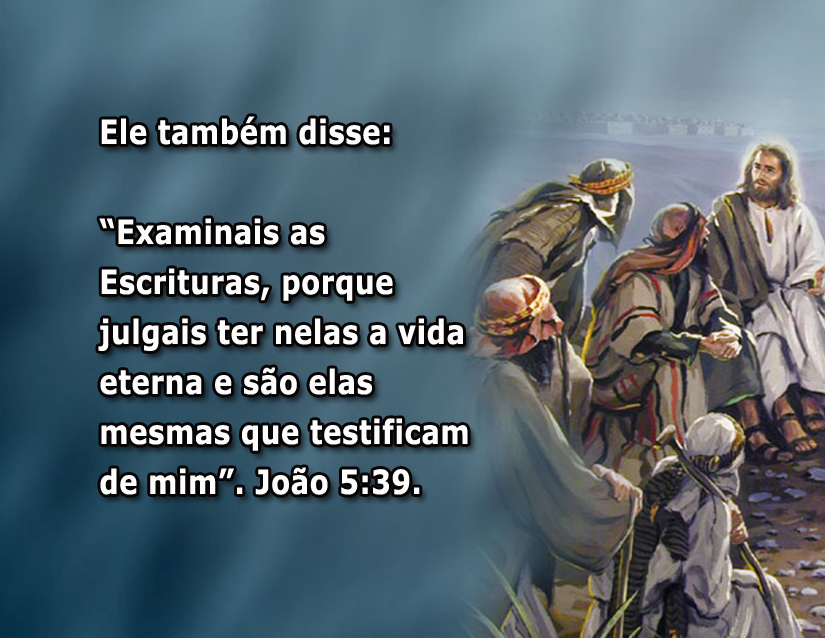 Ele também disse:
“Examinais as
Escrituras, porque
julgais ter nelas a vida
eterna e são elas
mesmas que testificam
de mim”. João 5:39.